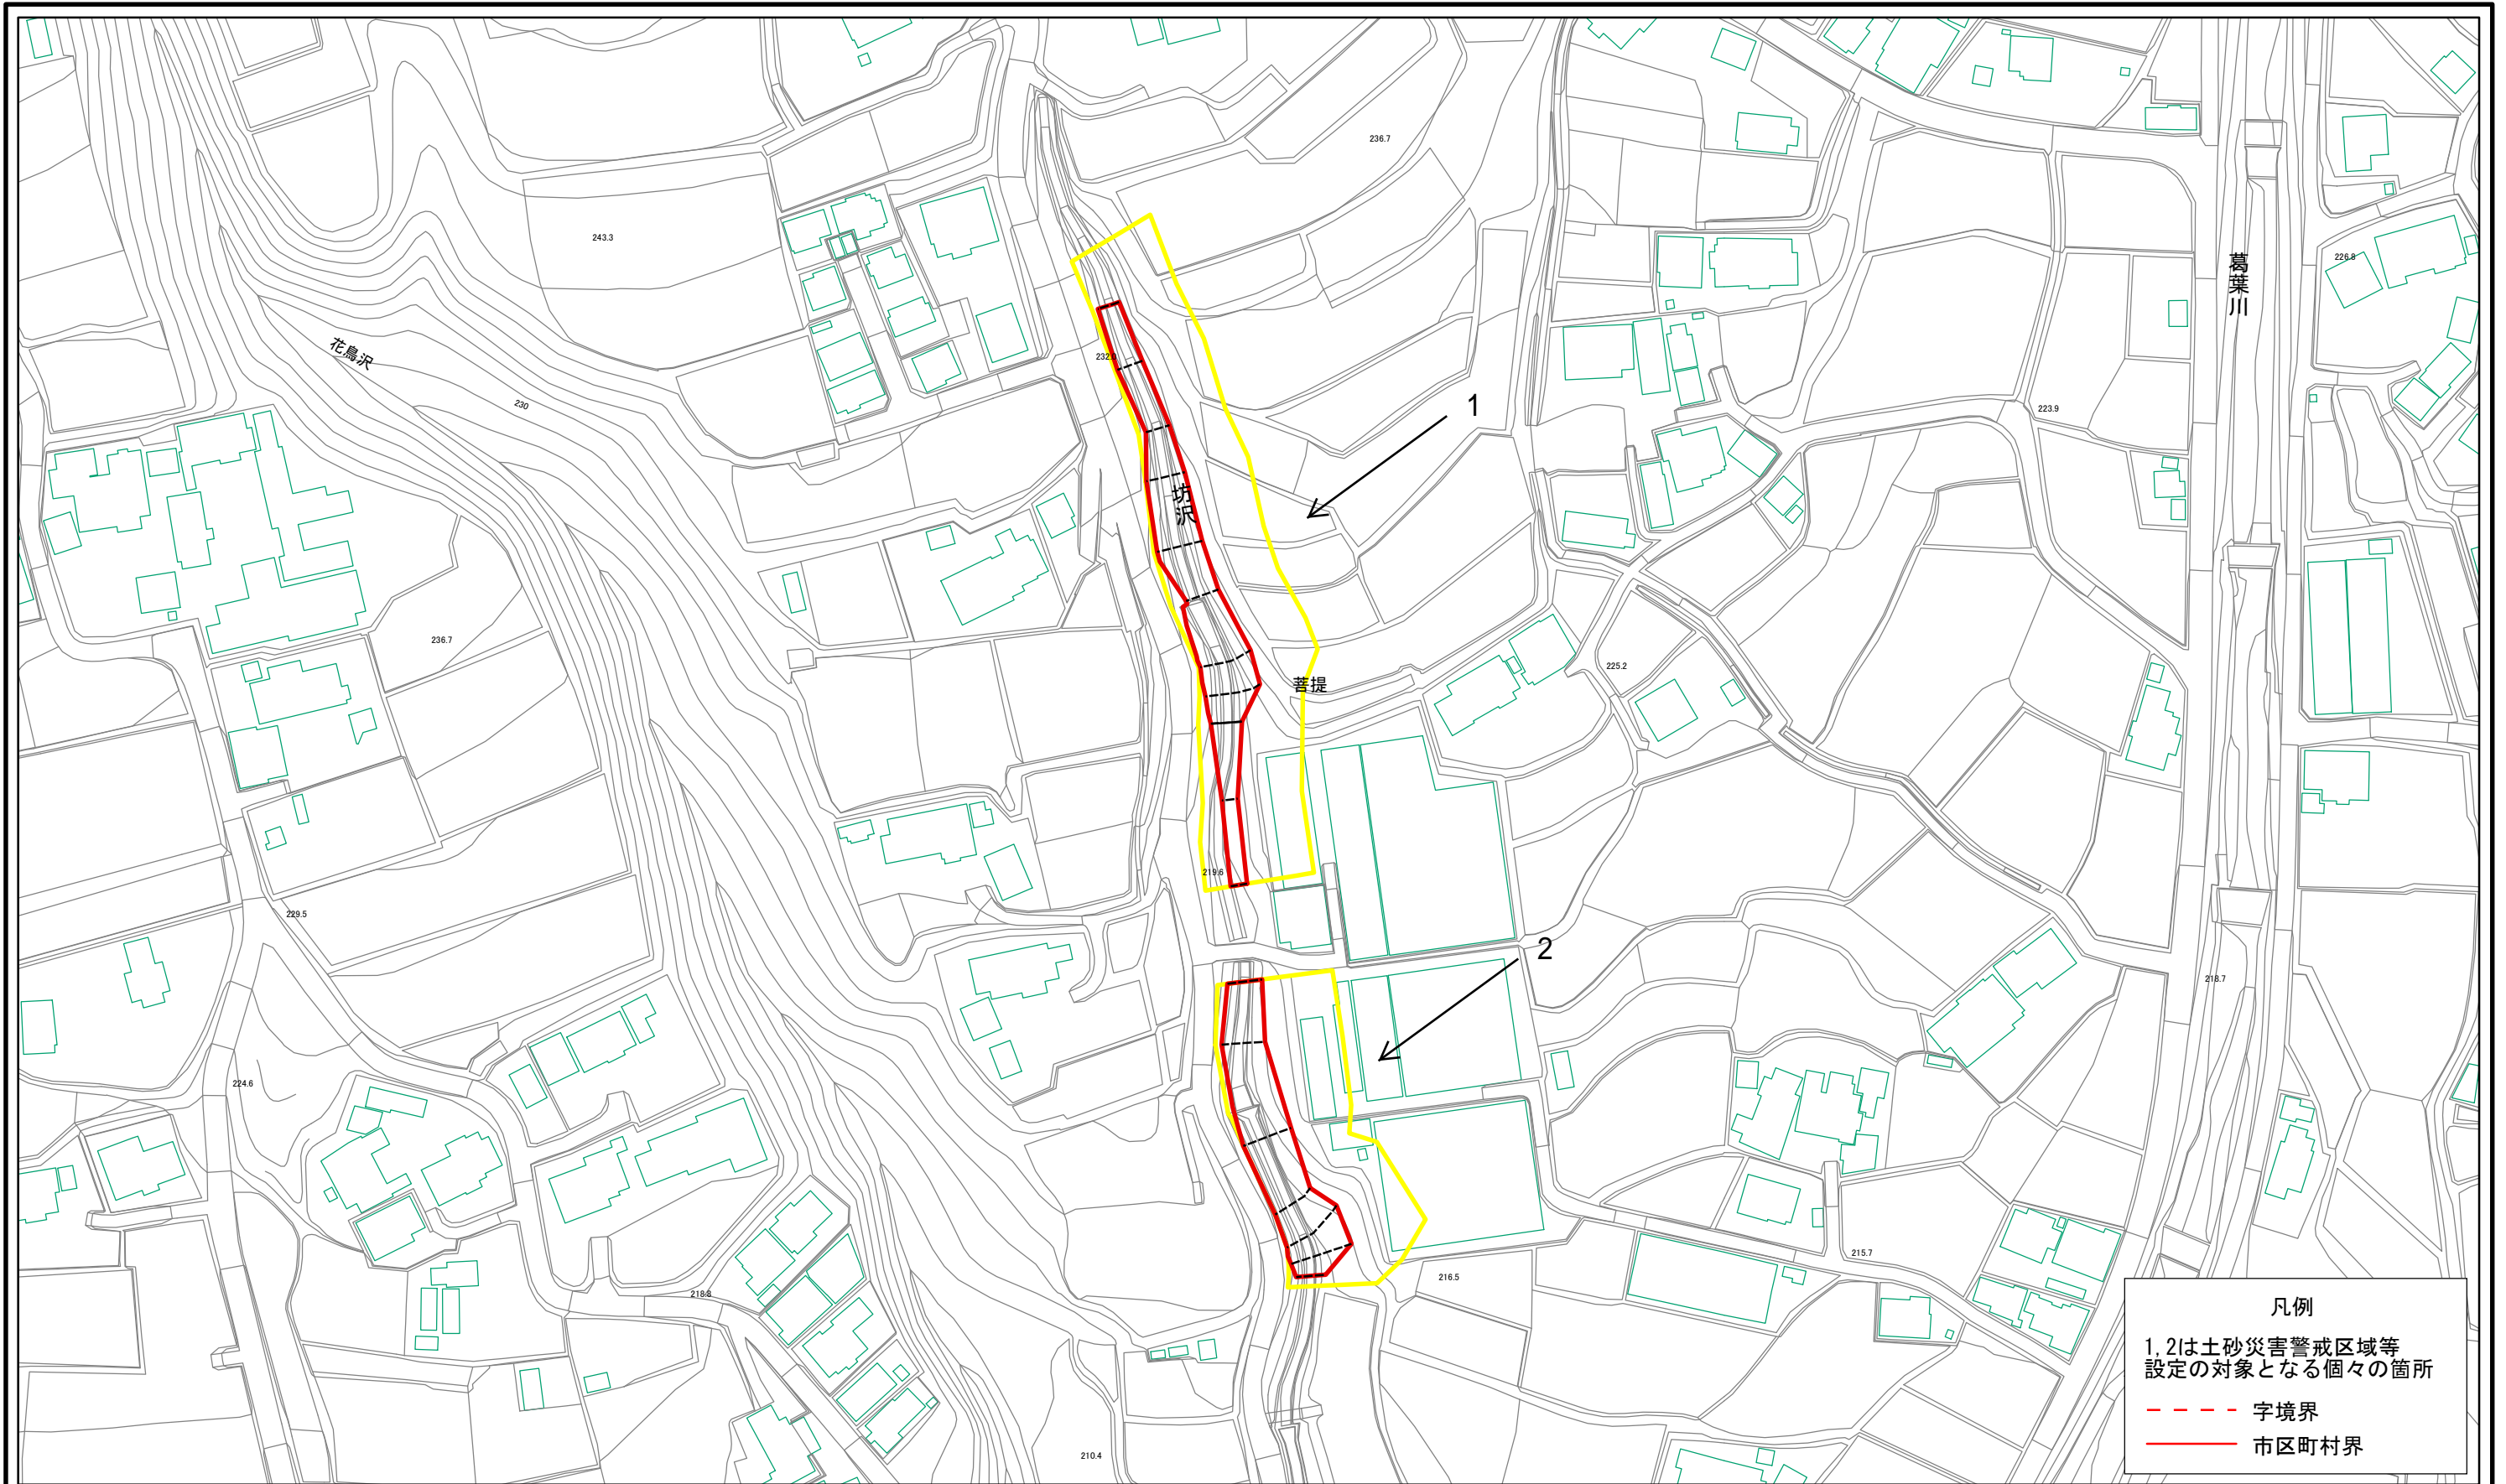 236.7
243.3
葛葉川
226.8
花鳥沢
232.0
230
1
223.9
坊沢
236.7
225.2
菩提
219.6
229.5
2
218.7
224.6
215.7
216.5
218.3
210.4
凡例
1,2は土砂災害警戒区域等
設定の対象となる個々の箇所
字境界
市区町村界